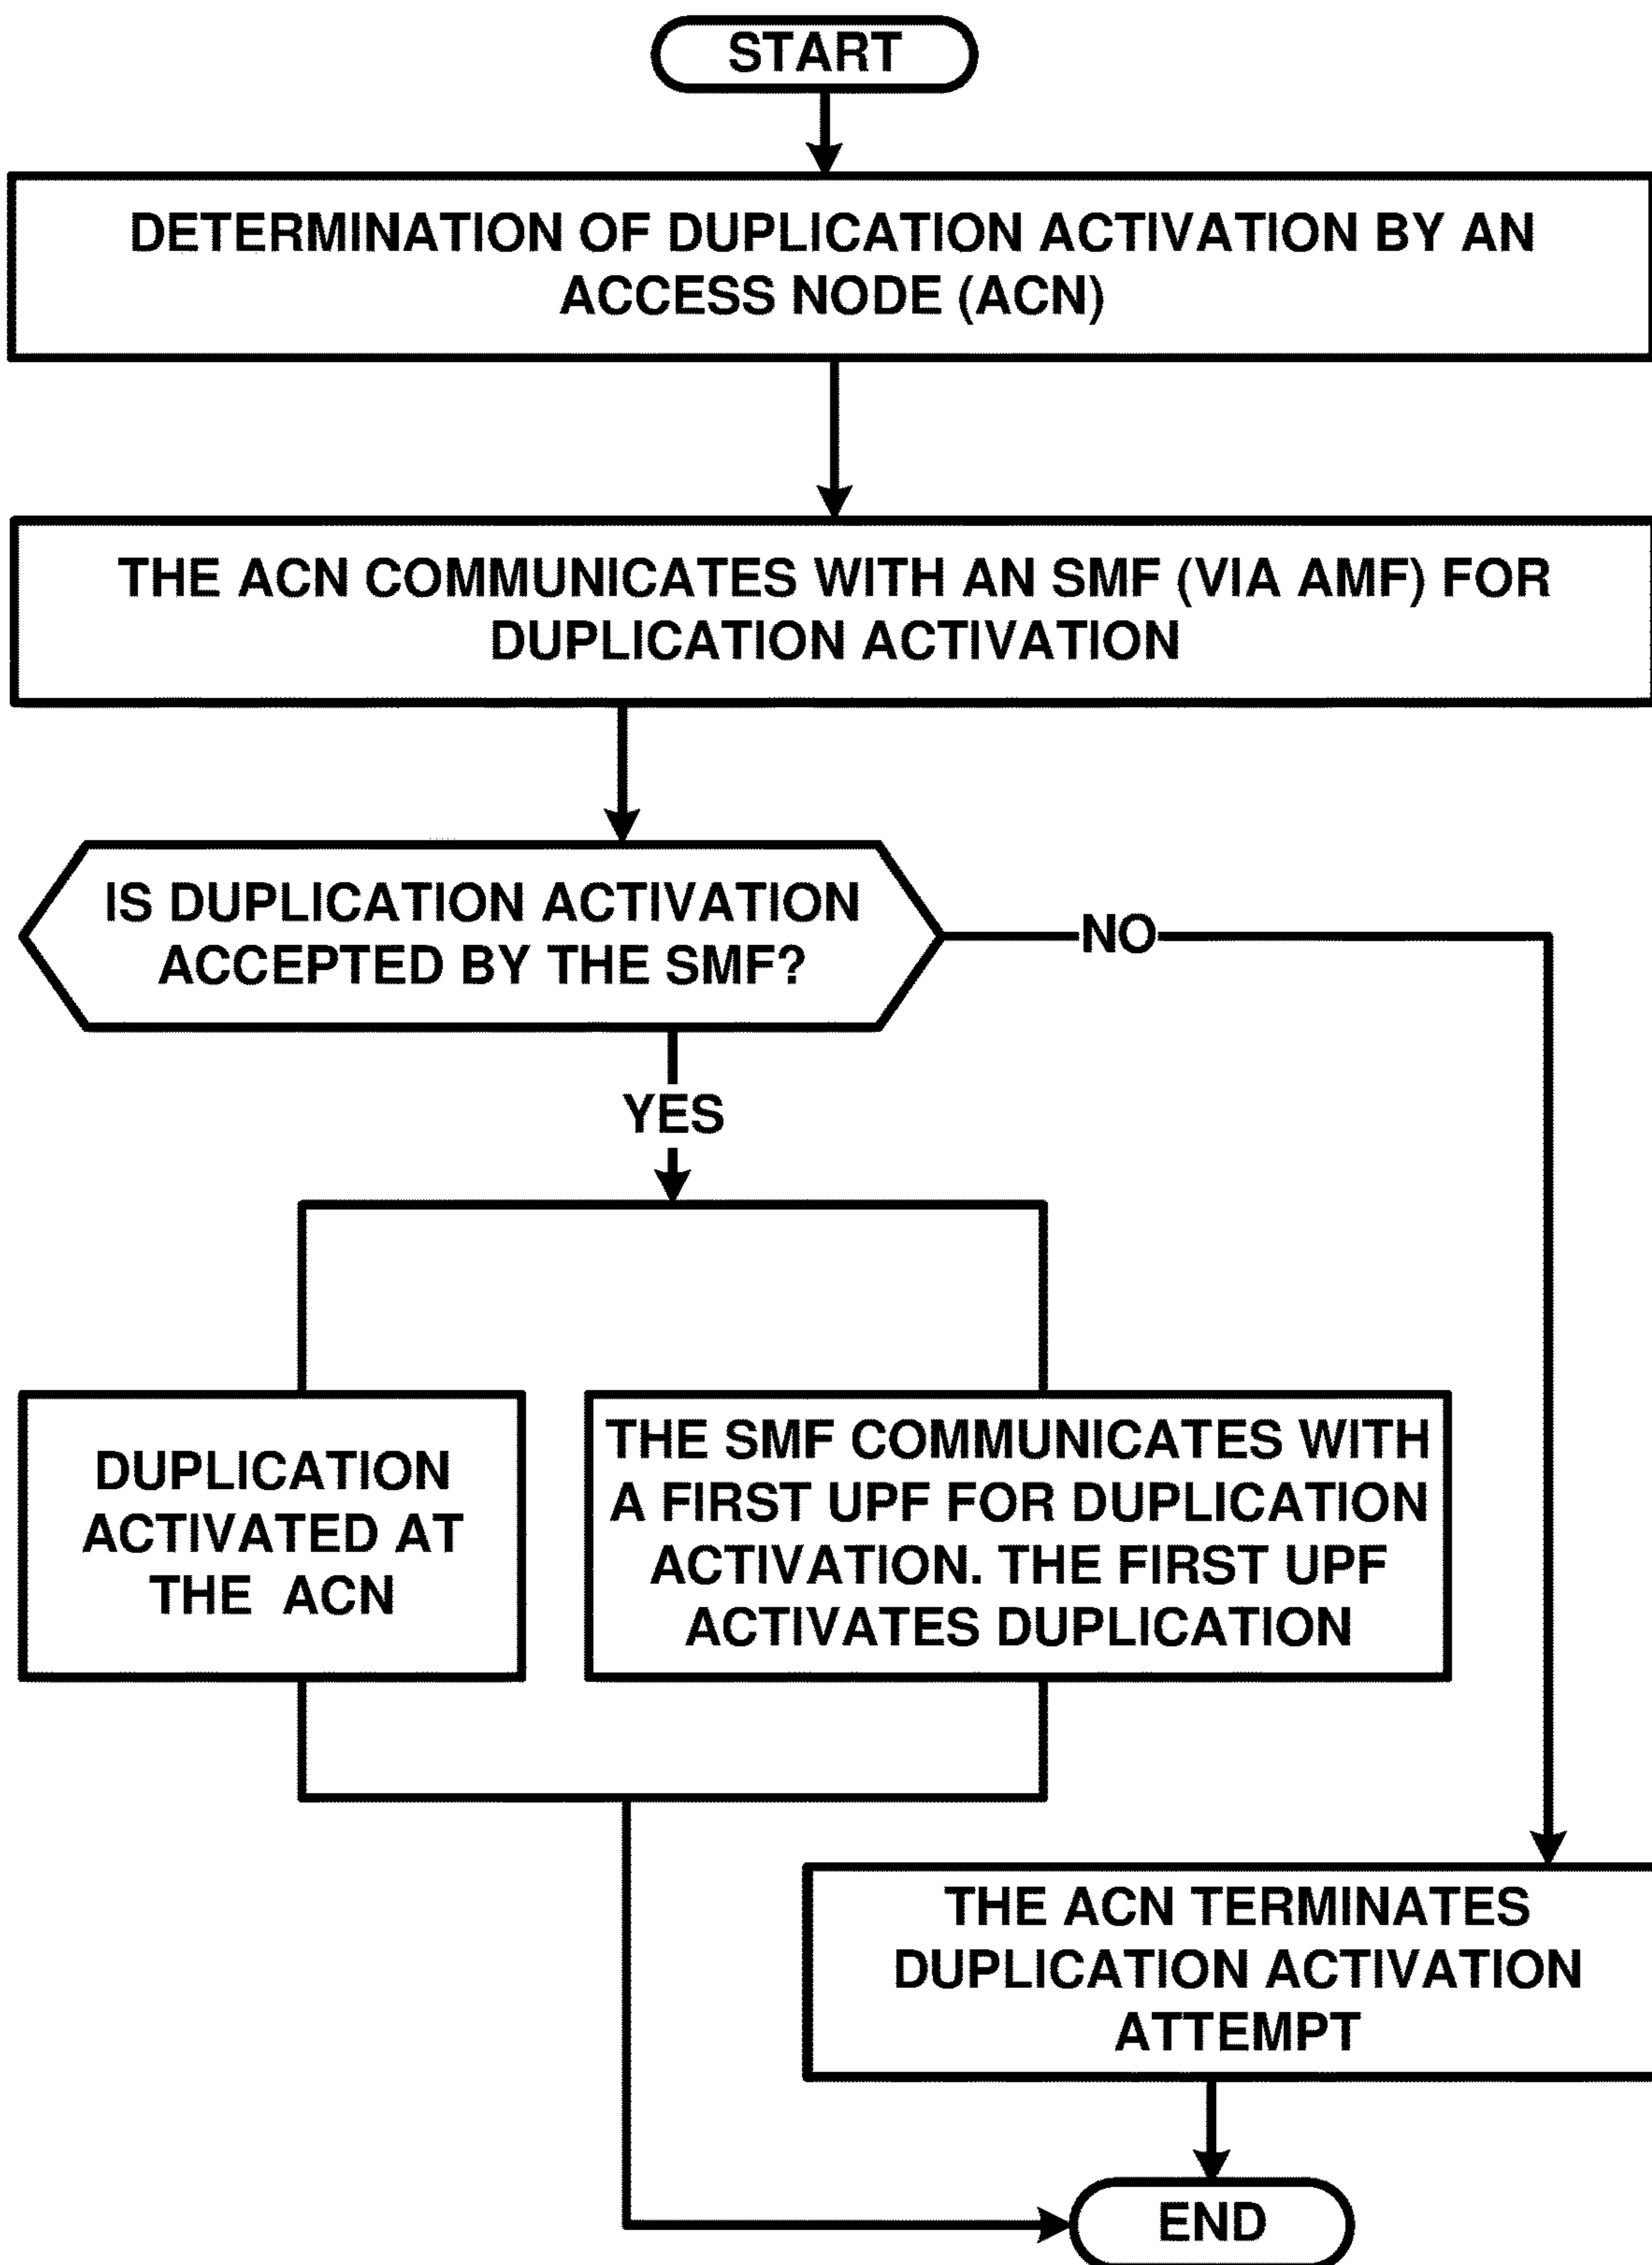 START
DETERMINATION OF DUPLICATION ACTIVATION BY AN
ACCESS NODE (ACN)
THE ACN COMMUNICATES WITH AN SMF (VIA AMF) FOR
DUPLICATION ACTIVATION
IS DUPLICATION ACTIVATION
ACCEPTED BY THE SMF?
NO
YES
DUPLICATION
ACTIVATED AT
THE ACN
THE SMF COMMUNICATES WITH
A FIRST UPF FOR DUPLICATION
ACTIVATION. THE FIRST UPF
ACTIVATES DUPLICATION
THE ACN TERMINATES
DUPLICATION ACTIVATION
ATTEMPT
END